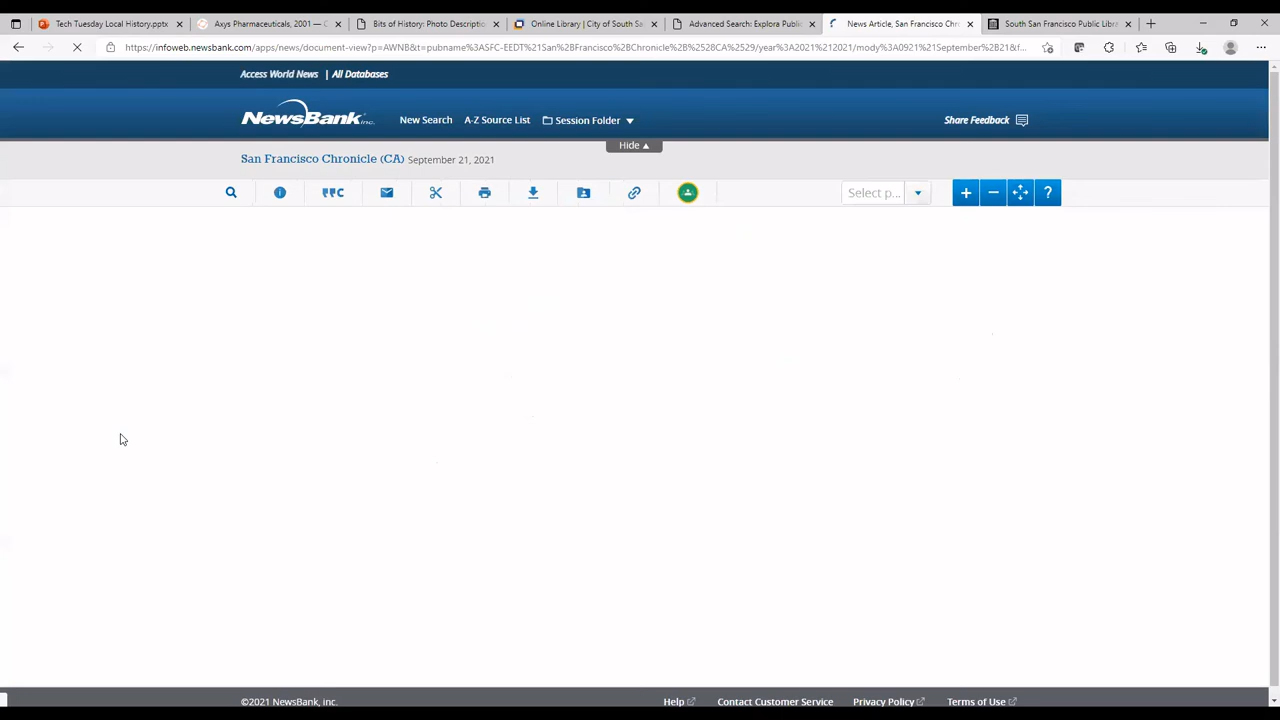 Tech Tuesday Local History.pptx
Axys Pharmaceuticals, 2001 — C
Bits of History: Photo Descriptio
Online Library | City of South Sa
Advanced Search: Explora Public
News Article, San Francisco Chro
South San Francisco Public Libra
https://infoweb.newsbank.com/apps/news/document-view?p=AWNB&t=pubname%3ASFC-EEDT%21San%2BFrancisco%2BChronicle%2B%2528CA%2529/year%3A2021%212021/mody%3A0921%21September%2B21&f...
Access World News | All Databases
NewsBank inc.
New Search
A-Z Source List
Session Folder
Share Feedback
Hide
San Francisco Chronicle (CA) September 21, 2021
Select p...
+ − ?
©2021 NewsBank, inc.
Help
Contact Customer Service
Privacy Policy
Terms of Use